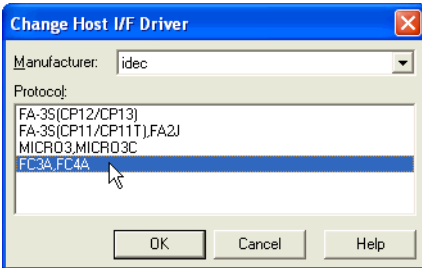 Change Host I/F Driver
Manufacturer: idec
Protocol:
FA-3S(CP12/CP13)
FA-3S(CP11/CP11T),FA2J
MICRO3,MICRO3C
FC3A,FC4A
OK Cancel Help